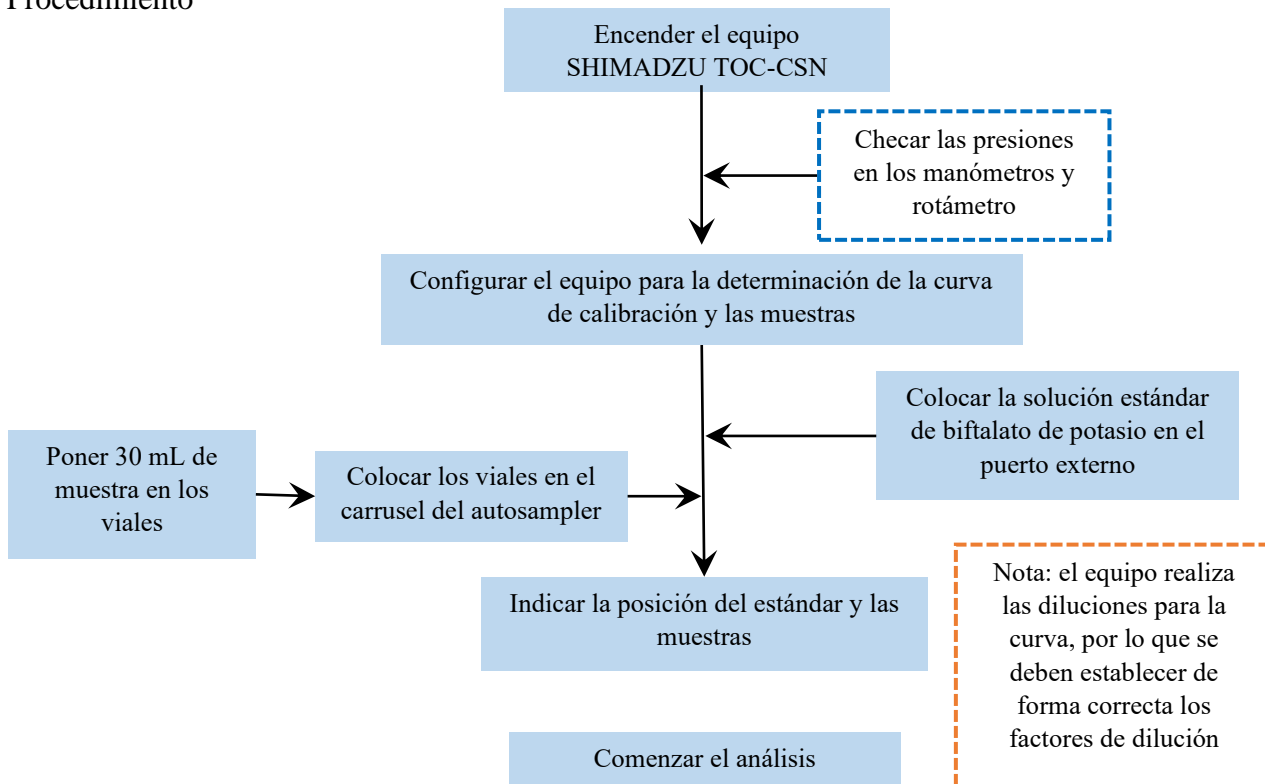 Procedimiento
Encender el equipo
SHIMADZU TOC-CSN
Checar las presiones
en los manómetros y
rotámetro
Configurar el equipo para la determinación de la curva
de calibración y las muestras
Colocar la solución estándar
de biftalato de potasio en el
puerto externo
Poner 30 mL de
muestra en los
viales
Colocar los viales en el
carrusel del autosampler
Indicar la posición del estándar y las
muestras
Nota: el equipo realiza
las diluciones para la
curva, por lo que se
deben establecer de
forma correcta los
factores de dilución
Comenzar el análisis